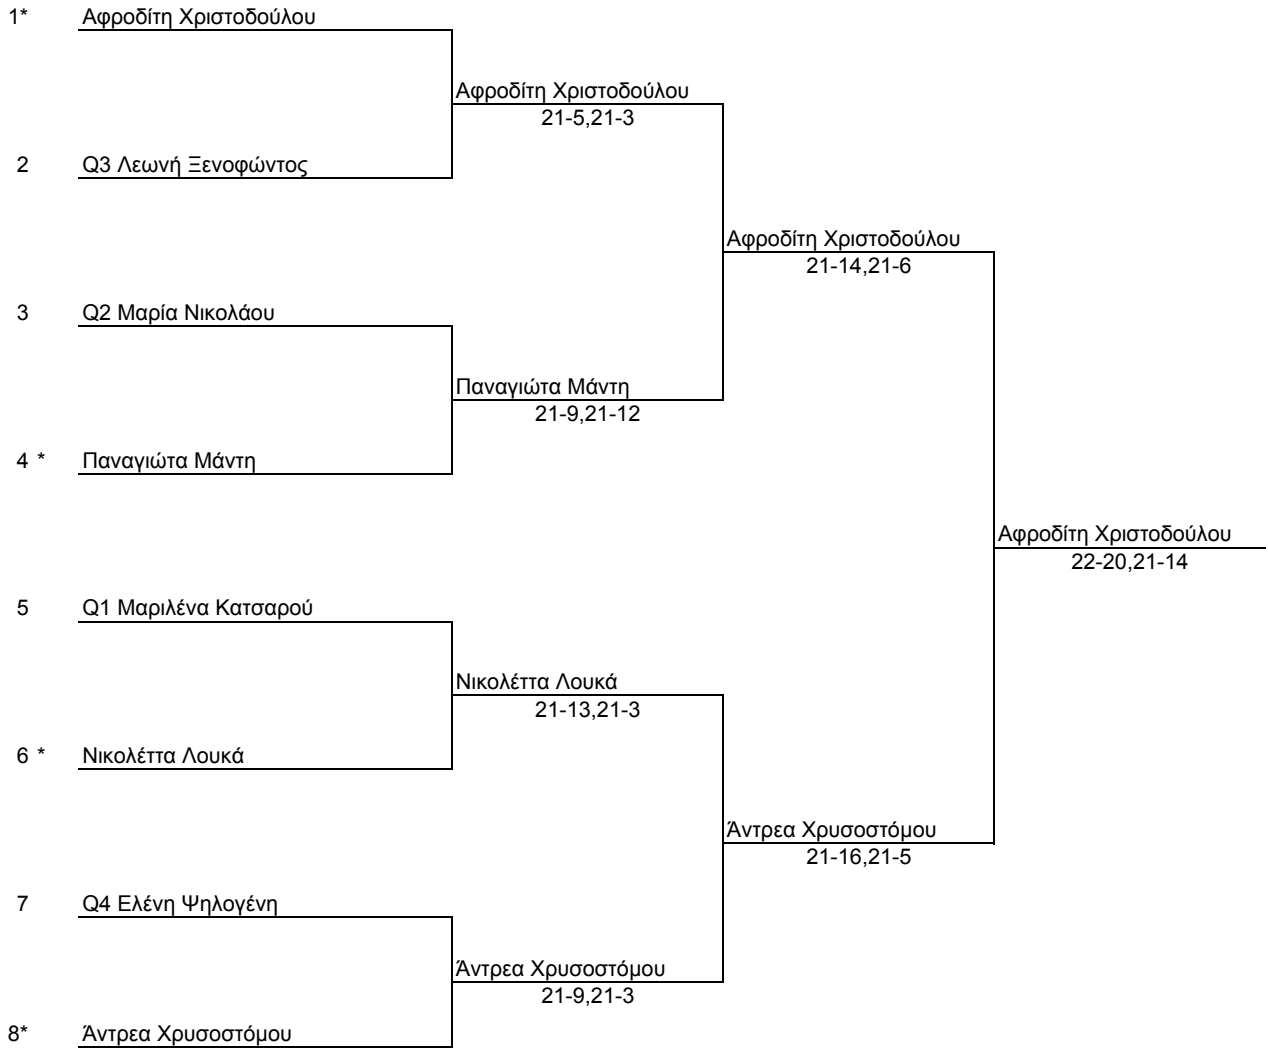 1* Αφροδίτη Χριστοδούλου
Αφροδίτη Χριστοδούλου
21-5,21-3
2 Q3 Λεωνή Ξενοφώντος
Αφροδίτη Χριστοδούλου
21-14,21-6
3 Q2 Μαρία Νικολάου
Παναγιώτα Μάντη
21-9,21-12
4 * Παναγιώτα Μάντη
Αφροδίτη Χριστοδούλου
22-20,21-14
5 Q1 Μαριλένα Κατσαρού
Νικολέττα Λουκά
21-13,21-3
6 * Νικολέττα Λουκά
Άντρεα Χρυσοστόμου
21-16,21-5
7 Q4 Ελένη Ψηλογένη
Άντρεα Χρυσοστόμου
21-9,21-3
8* Άντρεα Χρυσοστόμου